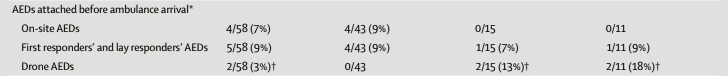 AEDs attached before ambulance arrival*
On-site AEDs 4/58 (7%) 4/43 (9%) 0/15 0/11
First responders' and lay responders' AEDs 5/58 (9%) 4/43 (9%) 1/15 (7%) 1/11 (9%)
Drone AEDs 2/58 (3%)† 0/43 2/15 (13%)† 2/11 (18%)†